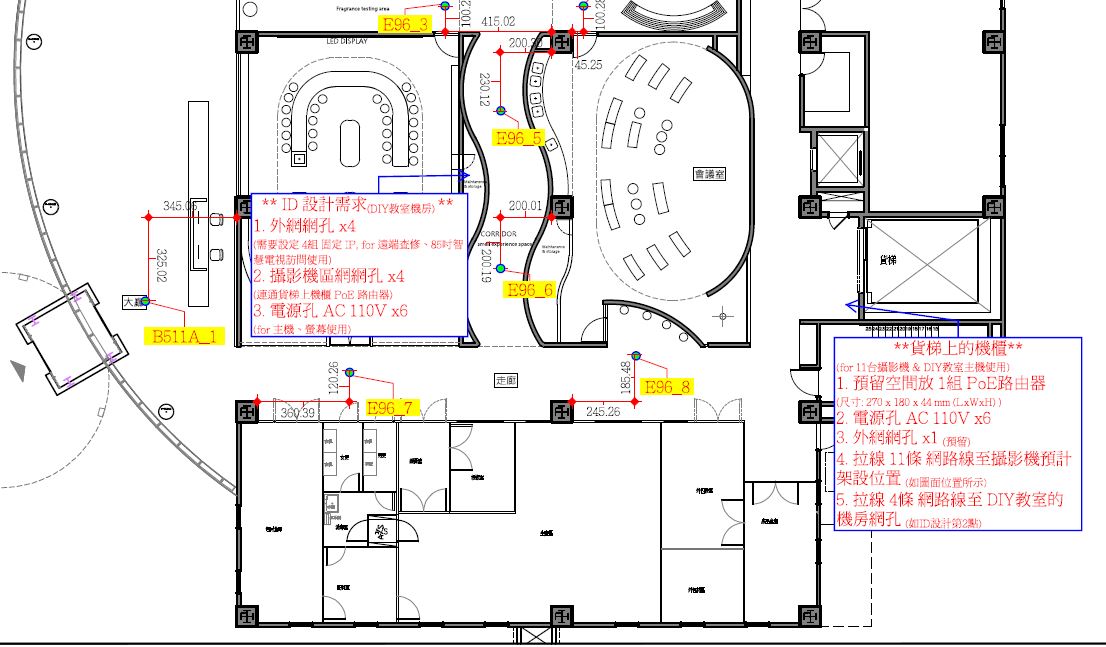 Fragrance testing area
E96_3
415.02
LED DISPLAY
45.25
230.12
E96_5
會議室
345.05
** ID 設計需求(DIY教室機房) **
1. 外網網孔 x4
(需要設定 4組 固定 IP, for 遠端查修、85吋智
慧電視訪問使用)
2. 攝影機區網網孔 x4
(連通貨梯上機櫃 PoE 路由器)
3. 電源孔 AC 110V x6
(for 主機、螢幕使用)
Maintenance
& storage
200.01
CORRIDOR
smell experience space
Maintenance
& storage
200.19
E96_6
325.02
大廳
B511A_1
貨梯
**貨梯上的機櫃**
(for 11台攝影機 & DIY教室主機使用)
1. 預留空間放 1組 PoE路由器
(尺寸: 270 x 180 x 44 mm (LxWxH) )
2. 電源孔 AC 110V x6
3. 外網網孔 x1 (預留)
4. 拉線 11條 網路線至攝影機預計
架設位置 (如圖面位置所示)
5. 拉線 4條 網路線至 DIY教室的
機房網孔 (如ID設計第2點)
走廊
120.26
360.39
E96_7
185.48
245.26
E96_8